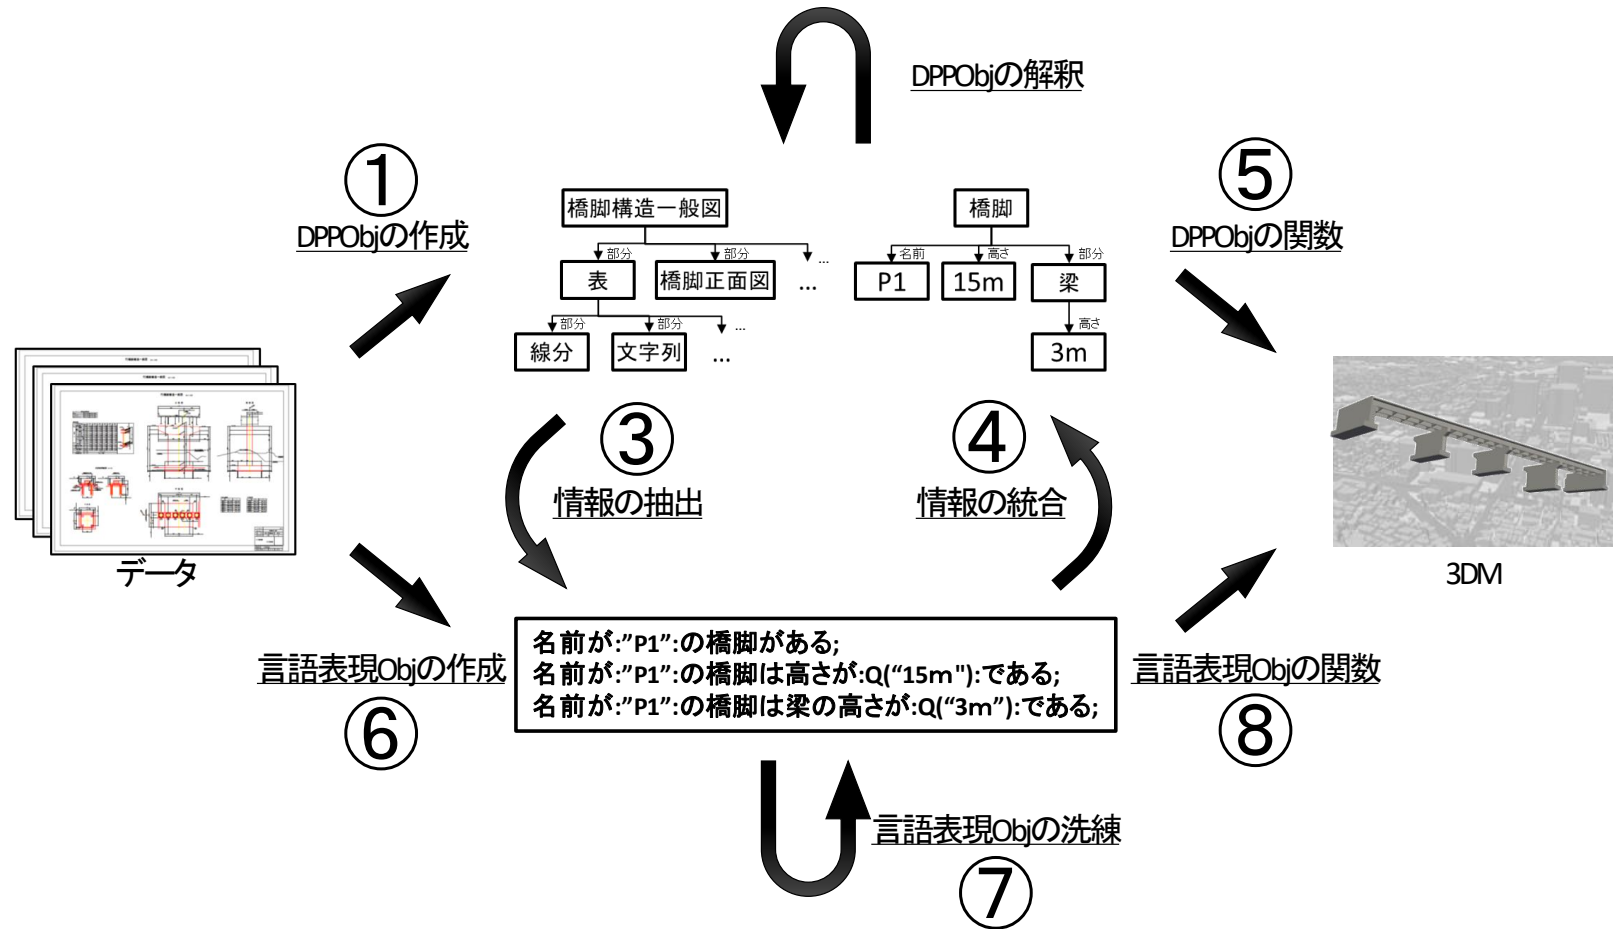 DPPObjの解釈
①
DPPObjの作成
⑤
DPPObjの関数
橋脚構造一般図
部分
部分
...
表
橋脚正面図
...
部分
部分
...
線分
文字列
...
橋脚
名前
高さ
部分
P1
15m
梁
高さ
3m
③
情報の抽出
④
情報の統合
データ
3DM
名前が:”P1”:の橋脚がある;
名前が:”P1”:の橋脚は高さが:Q(“15m"):である;
名前が:”P1”:の橋脚は梁の高さが:Q(“3m”):である;
言語表現Objの作成
⑥
言語表現Objの関数
⑧
言語表現Objの洗練
⑦